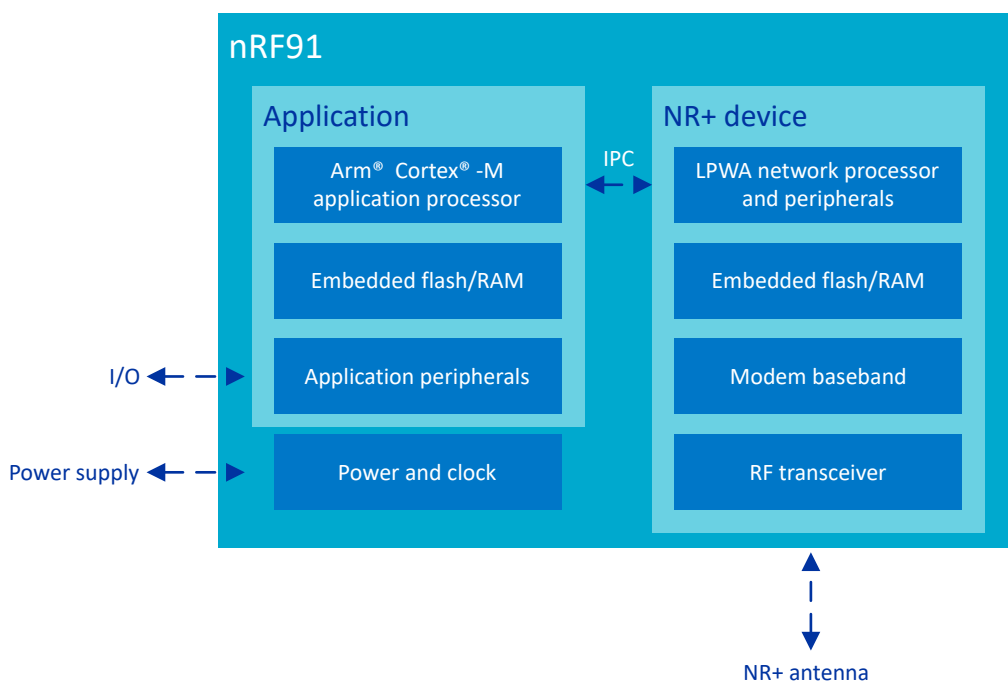 nRF91
Application
Arm® Cortex® -M
application processor
Embedded flash/RAM
Application peripherals
Power and clock
IPC
NR+ device
LPWA network processor
and peripherals
Embedded flash/RAM
Modem baseband
RF transceiver
I/O
Power supply
NR+ antenna